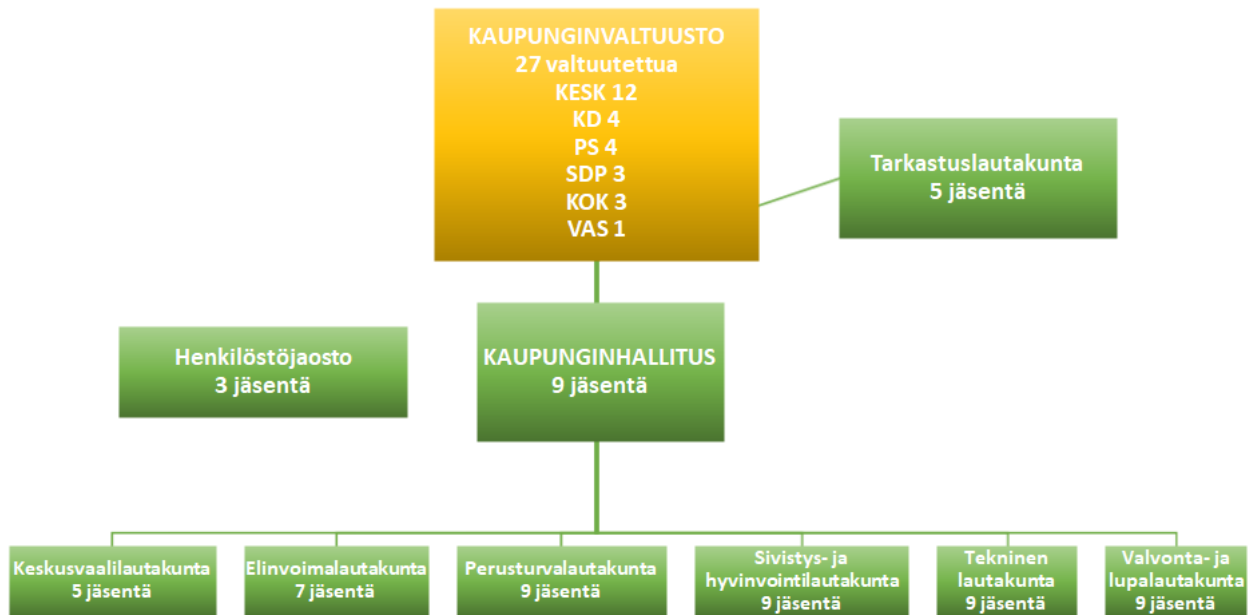 KAUPUNGINVALTUUSTO
27 valtuutettua
KESK 12
KD 4
PS 4
SDP 3
KOK 3
VAS 1
Tarkastuslautakunta
5 jäsentä
Henkilöstöjaosto
3 jäsentä
KAUPUNGINHALLITUS
9 jäsentä
Keskusvaalilautakunta
5 jäsentä
Elinvoimalautakunta
7 jäsentä
Perusturvalautakunta
9 jäsentä
Sivistys- ja
hyvinvointilautakunta
9 jäsentä
Tekninen
lautakunta
9 jäsentä
Valvonta- ja
lupalautakunta
9 jäsentä